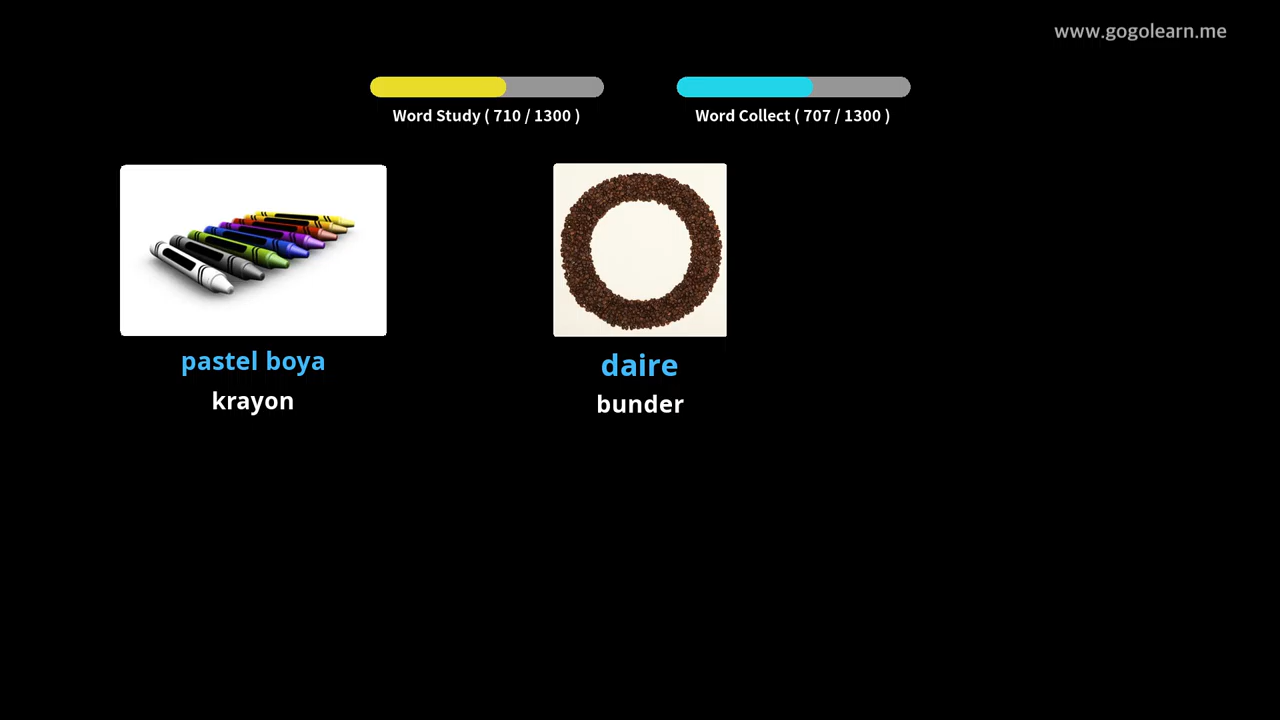 www.gogolearn.me
Word Study ( 710 / 1300 )
Word Collect ( 707 / 1300 )
pastel boya
krayon
daire
bunder